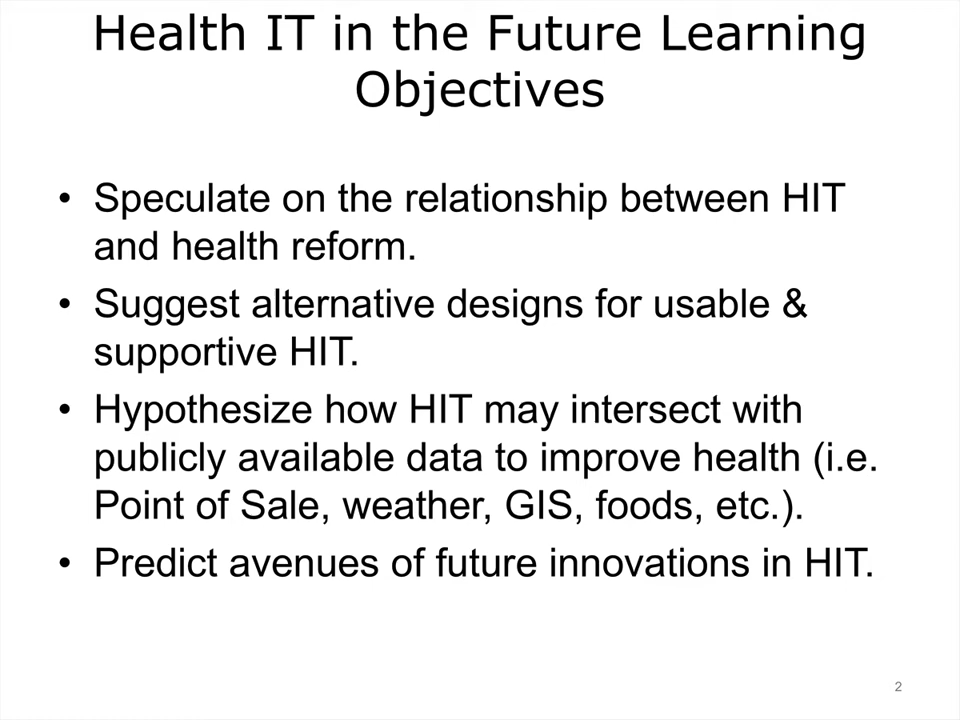 Health IT in the Future Learning
Objectives
• Speculate on the relationship between HIT
and health reform.
• Suggest alternative designs for usable &
supportive HIT.
• Hypothesize how HIT may intersect with
publicly available data to improve health (i.e.
Point of Sale, weather, GIS, foods, etc.).
• Predict avenues of future innovations in HIT.
2